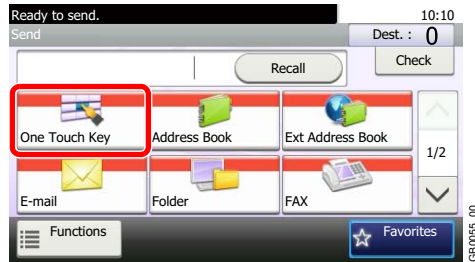 Ready to send.
10:10
Send
Dest. : 0
Recall
Check
One Touch Key
Address Book
Ext Address Book
1/2
E-mail
Folder
FAX
Functions
Favorites
GB0055_00